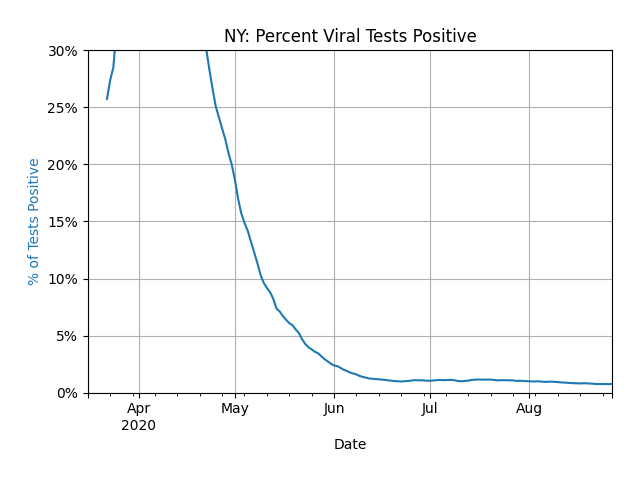 NY: Percent Viral Tests Positive
30%
25%
20%
15%
10%
5%
0%
% of Tests Positive
Apr
2020
May
Jun
Jul
Aug
Date